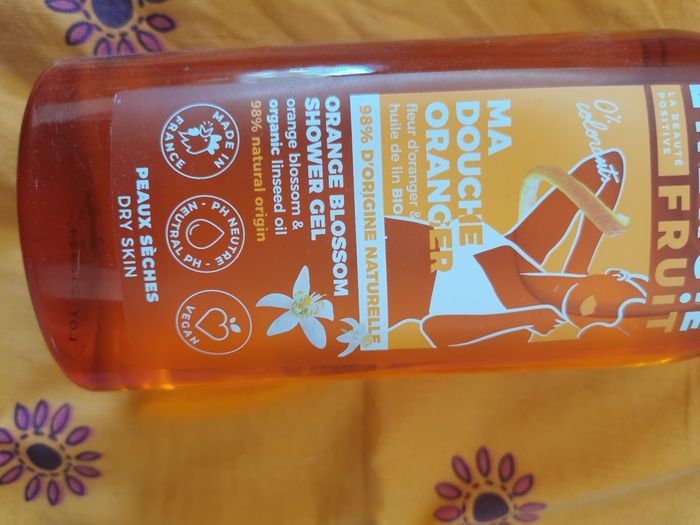 LA BEAUTÉ
POSITIVE
FRUIT
0%
colorants
MA
DOUCHE
ORANGER
fleur d'oranger &
huile de lin BIO
98% D'ORIGINE NATURELLE
ORANGE BLOSSOM
SHOWER GEL
orange blossom &
organic linseed oil
98% natural origin
MADE IN
FRANCE
PH NEUTRE
NEUTRAL PH
VEGAN
PEAUX SÈCHES
DRY SKIN